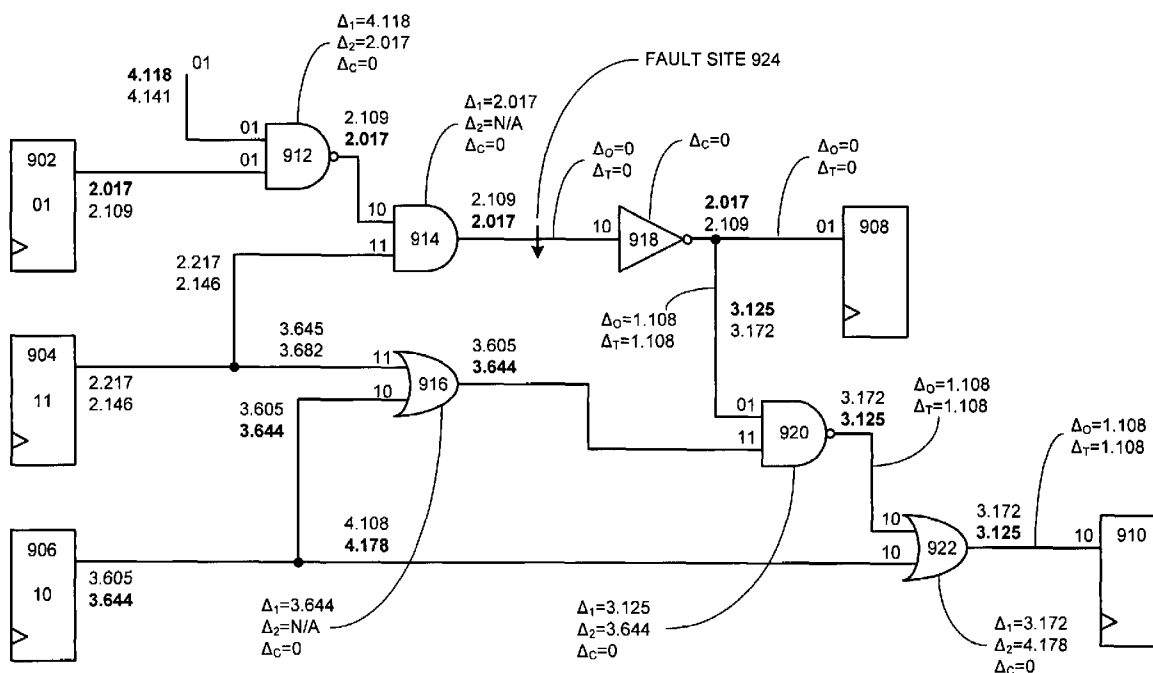 Δ1=4.118
Δ2=2.017
ΔC=0
01
4.118
4.141
FAULT SITE 924
Δ1=2.017
Δ2=N/A
ΔC=0
01
912
01
2.109
2.017
902
01
2.017
2.109
ΔO=0
ΔT=0
ΔC=0
ΔO=0
ΔT=0
10
914
11
2.109
2.017
10
918
2.017
2.109
01
908
2.217
2.146
ΔO=1.108
ΔT=1.108
3.125
3.172
904
11
2.217
2.146
3.645
3.682
11
916
10
3.605
3.644
3.605
3.644
01
920
11
3.172
3.125
ΔO=1.108
ΔT=1.108
ΔO=1.108
ΔT=1.108
906
10
3.605
3.644
4.108
4.178
10
922
10
3.172
3.125
10
910
Δ1=3.644
Δ2=N/A
ΔC=0
Δ1=3.125
Δ2=3.644
ΔC=0
Δ1=3.172
Δ2=4.178
ΔC=0